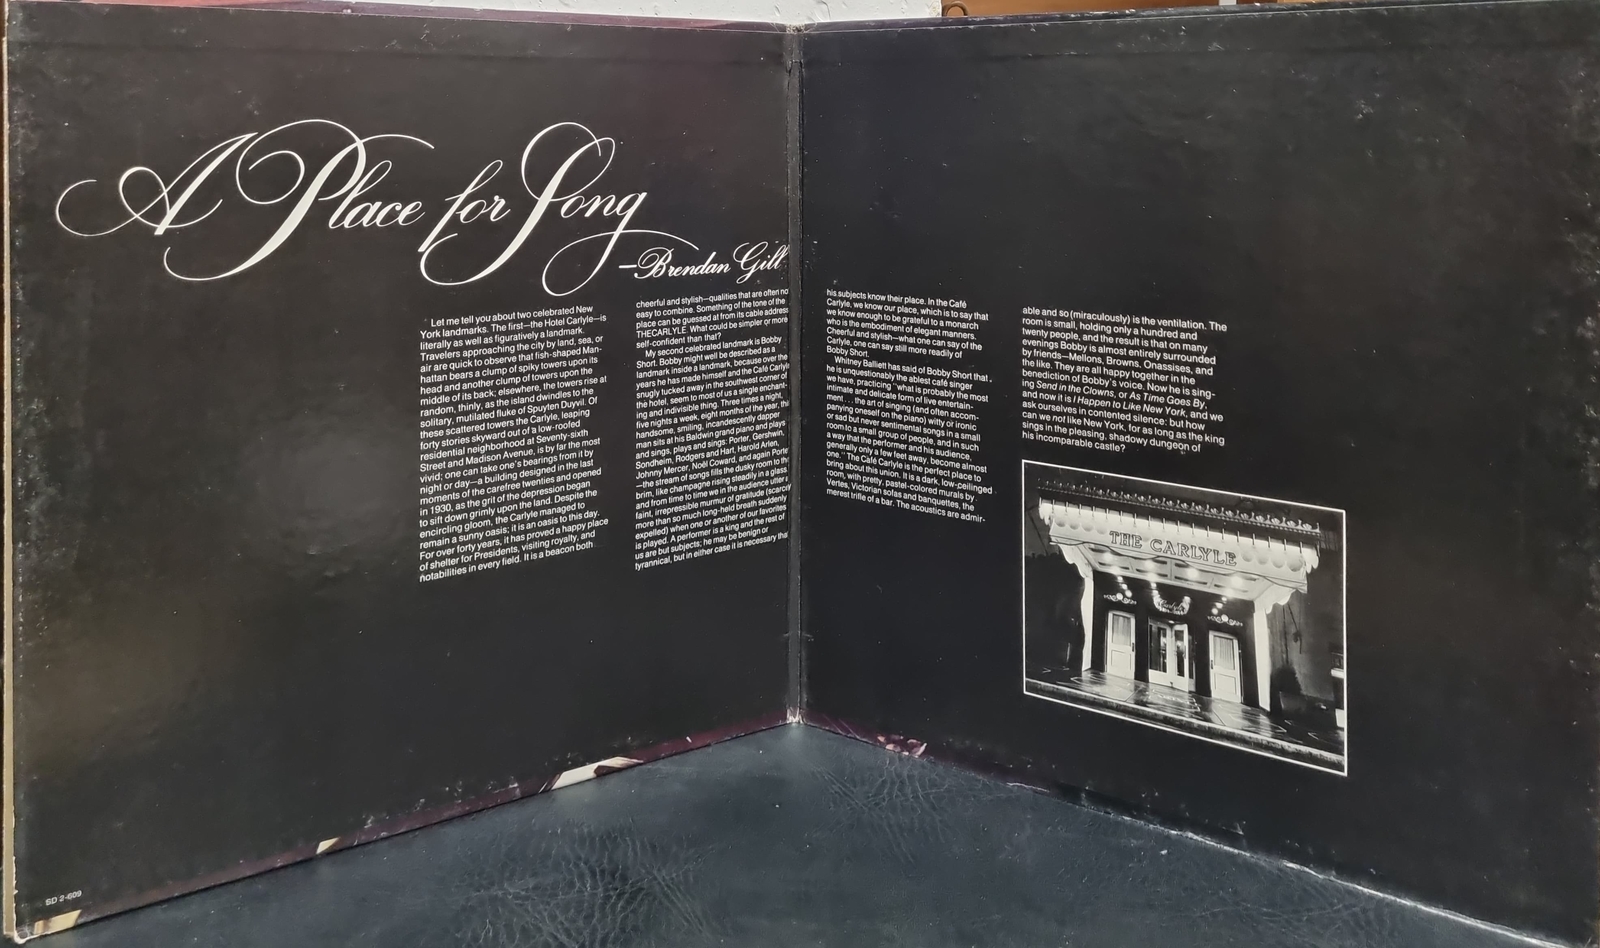 A Place for Song
—Brendan Gill
Let me tell you about two celebrated New
York landmarks. The first—the Hotel Carlyle—is
literally as well as figuratively a landmark.
Travelers approaching the city by land, sea, or
air are quick to observe that fish-shaped Man-
hattan bears a clump of spiky towers upon its
head and another clump of towers upon the
middle of its back; elsewhere, the towers rise at
random, thinly, as the island dwindles to the
solitary, mutilated fluke of Spuyten Duyvil. Of
these scattered towers the Carlyle, leaping
forty stories skyward out of a low-roofed
residential neighborhood at Seventy-sixth
Street and Madison Avenue, is by far the most
vivid; one can take one's bearings from it by
night or day—a building designed in the last
moments of the carefree twenties and opened
in 1930, as the grit of the depression began
to sift down grimly upon the land. Despite the
encircling gloom, the Carlyle managed to
remain a sunny oasis; it is an oasis to this day.
For over forty years, it has proved a happy place
of shelter for Presidents, visiting royalty, and
notabilities in every field. It is a beacon both
cheerful and stylish—qualities that are often no
easy to combine. Something of the tone of the
place can be guessed at from its cable address
THECARLYLE. What could be simpler or more
self-confident than that?
My second celebrated landmark is Bobby
Short. Bobby might well be described as a
landmark inside a landmark, because over the
years he has made himself and the Café Carlyle
snugly tucked away in the southwest corner of
the hotel, seem to most of us a single enchant-
ing and indivisible thing. Three times a night,
five nights a week, eight months of the year, this
handsome, smiling, incandescently dapper
man sits at his Baldwin grand piano and plays
and sings, plays and sings: Porter, Gershwin,
Sondheim, Rodgers and Hart, Harold Arlen,
Johnny Mercer, Noël Coward, and again Porter
—the stream of songs fills the dusky room to the
brim, like champagne rising steadily in a glass
and from time to time we in the audience utter a
faint, irrepressible murmur of gratitude (scarcely
more than so much long-held breath suddenly
expelled) when one or another of our favorites
is played. A performer is a king and the rest of
us are but subjects; he may be benign or
tyrannical, but in either case it is necessary that
his subjects know their place. In the Café
Carlyle, we know our place, which is to say that
we know enough to be grateful to a monarch
who is the embodiment of elegant manners.
Cheerful and stylish—what one can say of the
Carlyle, one can say still more readily of
Bobby Short.
Whitney Balliett has said of Bobby Short that
he is unquestionably the ablest café singer
we have, practicing "what is probably the most
intimate and delicate form of live entertain-
ment . . . the art of singing (and often accom-
panying oneself on the piano) witty or ironic
or sad but never sentimental songs in a small
room to a small group of people, and in such
a way that the performer and his audience,
generally only a few feet away, become almost
one." The Café Carlyle is the perfect place to
bring about this union. It is a dark, low-ceilinged
room, with pretty, pastel-colored murals by
Vertes, Victorian sofas and banquettes, the
merest trifle of a bar. The acoustics are admir-
able and so (miraculously) is the ventilation. The
room is small, holding only a hundred and
twenty people, and the result is that on many
evenings Bobby is almost entirely surrounded
by friends—Mellons, Browns, Onassises, and
the like. They are all happy together in the
benediction of Bobby's voice. Now he is sing-
ing Send in the Clowns, or As Time Goes By,
and now it is I Happen to Like New York, and we
ask ourselves in contented silence: but how
can we not like New York, for as long as the king
sings in the pleasing, shadowy dungeon of
his incomparable castle?
THE CARLYLE
Carlyle
SD 2-609